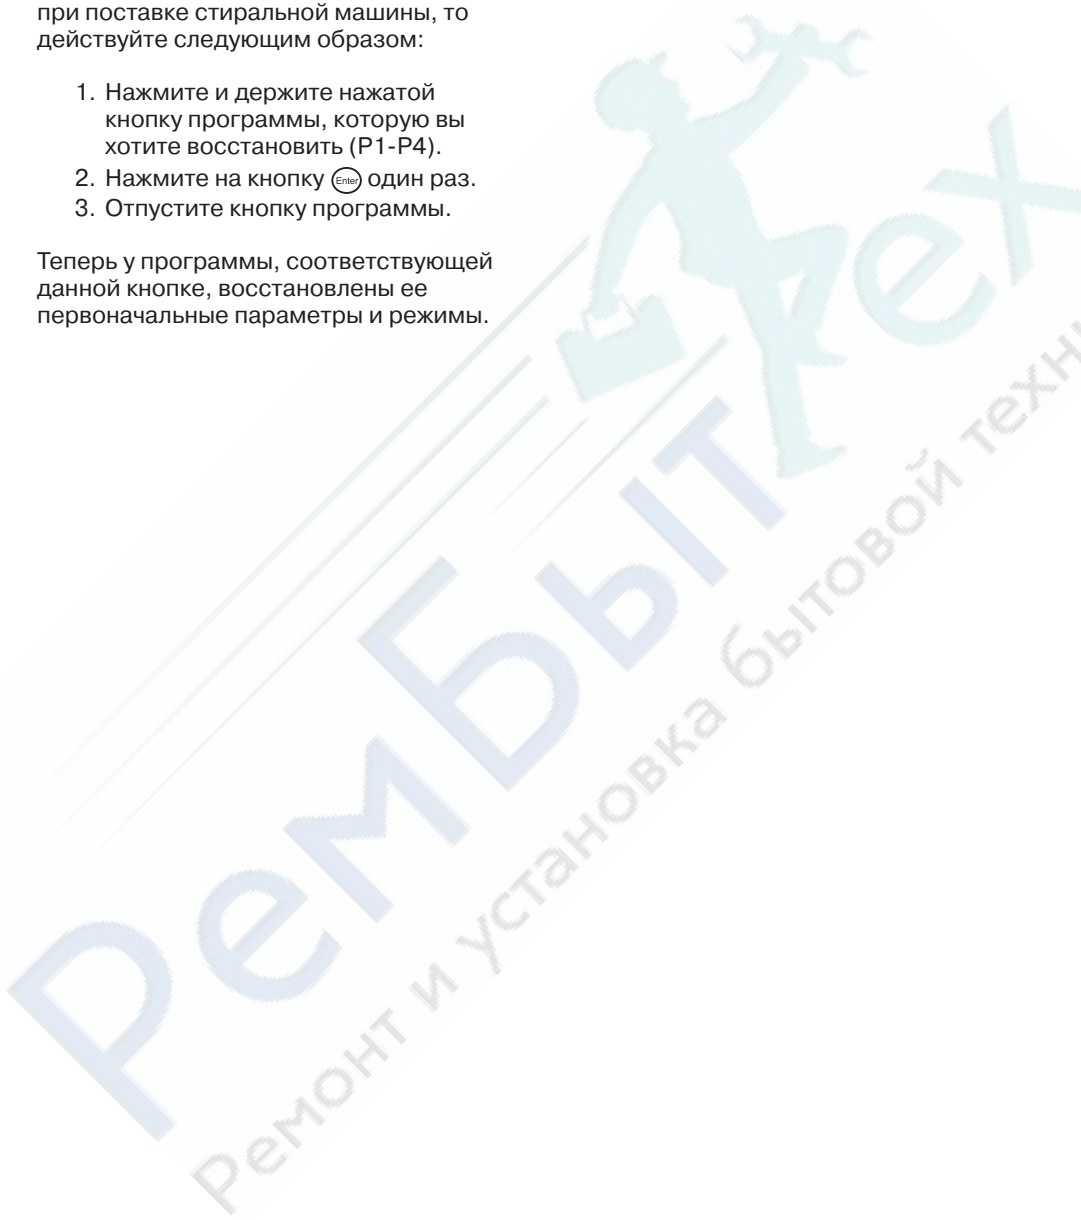 при поставке стиральной машины, то
действуйте следующим образом:
1. Нажмите и держите нажатой
кнопку программы, которую вы
хотите восстановить (P1-P4).
2. Нажмите на кнопку Enter один раз.
3. Отпустите кнопку программы.
Теперь у программы, соответствующей
данной кнопке, восстановлены ее
первоначальные параметры и режимы.
РемБытТех
Ремонт и установка бытовой